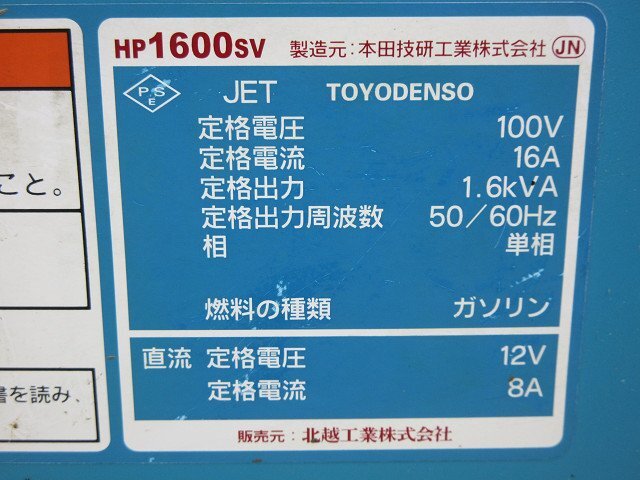 HP1600SV 製造元:本田技研工業株式会社 JN
PSE JET TOYODENSO
定格電圧 100V
定格電流 16A
定格出力 1.6kVA
定格出力周波数 50/60Hz
相 単相
燃料の種類 ガソリン
直流 定格電圧 12V
定格電流 8A
販売元:北越工業株式会社
こと。
書を読み、